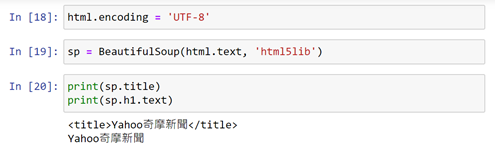 In [18]: html.encoding = 'UTF-8'
In [19]: sp = BeautifulSoup(html.text, 'html5lib')
In [20]: print(sp.title)
print(sp.h1.text)
<title>Yahoo奇摩新聞</title>
Yahoo奇摩新聞